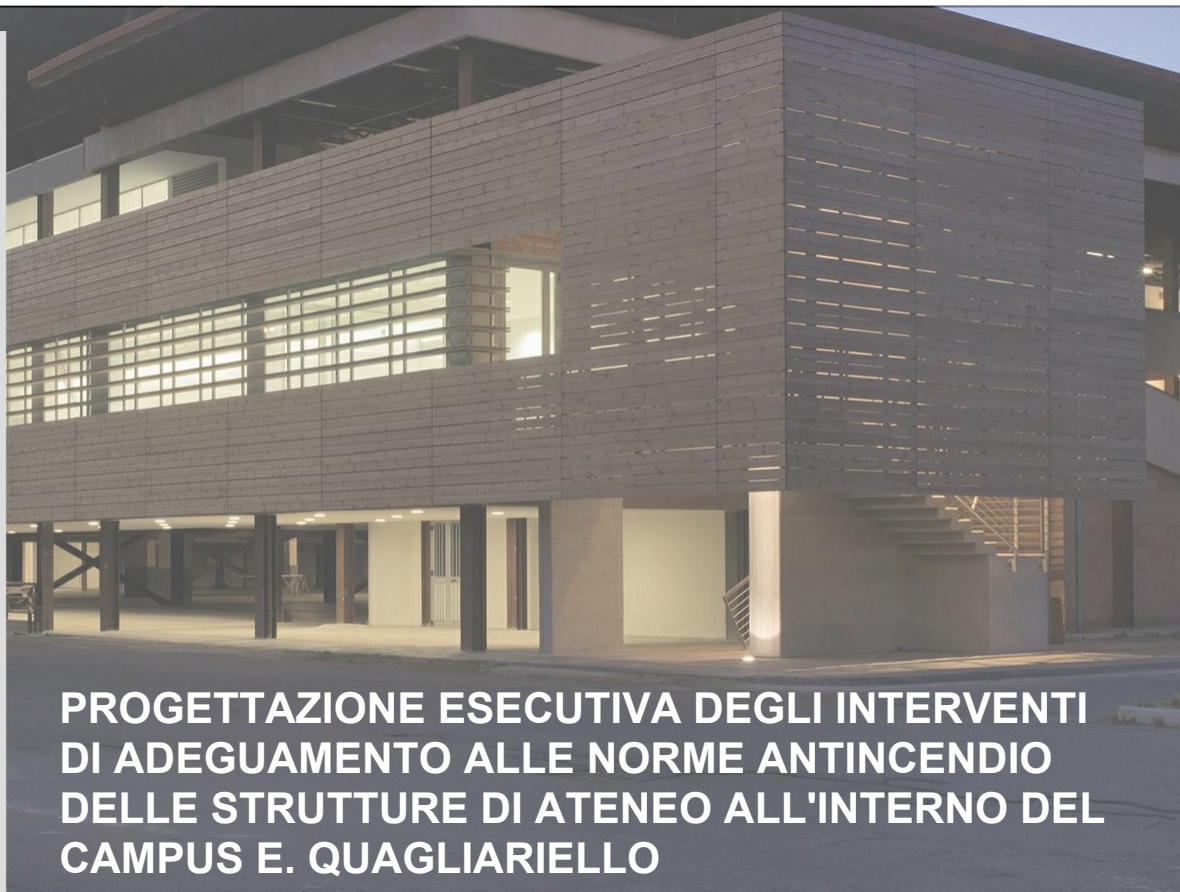 PROGETTAZIONE ESECUTIVA DEGLI INTERVENTI
DI ADEGUAMENTO ALLE NORME ANTINCENDIO
DELLE STRUTTURE DI ATENEO ALL'INTERNO DEL
CAMPUS E. QUAGLIARIELLO